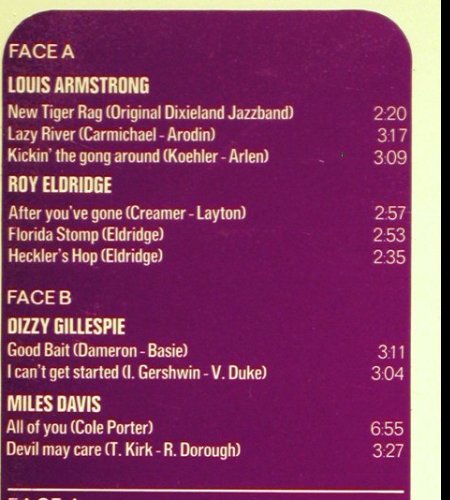 FACE A
LOUIS ARMSTRONG
New Tiger Rag (Original Dixieland Jazzband) 2:20
Lazy River (Carmichael - Arodin) 3:17
Kickin' the gong around (Koehler - Arlen) 3:09
ROY ELDRIDGE
After you've gone (Creamer - Layton) 2:57
Florida Stomp (Eldridge) 2:53
Heckler's Hop (Eldridge) 2:35
FACE B
DIZZY GILLESPIE
Good Bait (Dameron - Basie) 3:11
I can't get started (I. Gershwin - V. Duke) 3:04
MILES DAVIS
All of you (Cole Porter) 6:55
Devil may care (T. Kirk - R. Dorough) 3:27